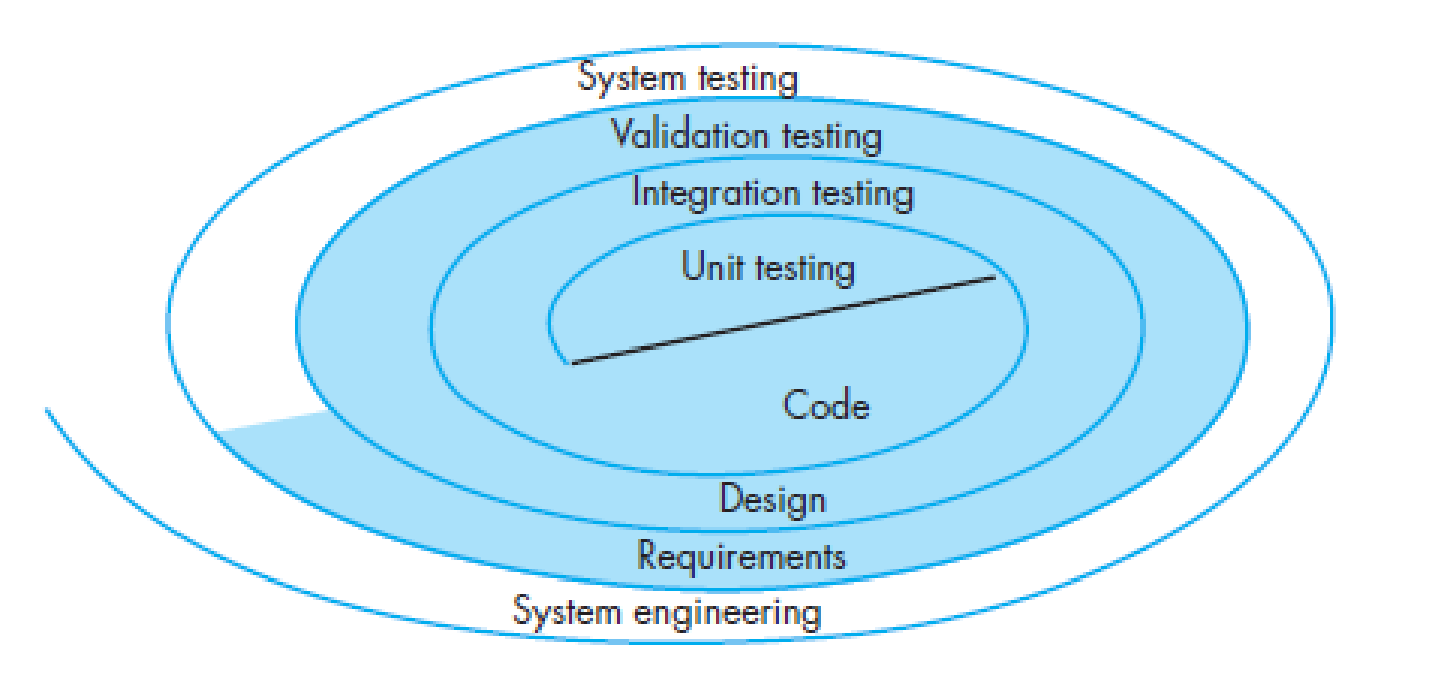 System testing
Validation testing
Integration testing
Unit testing
Code
Design
Requirements
System engineering